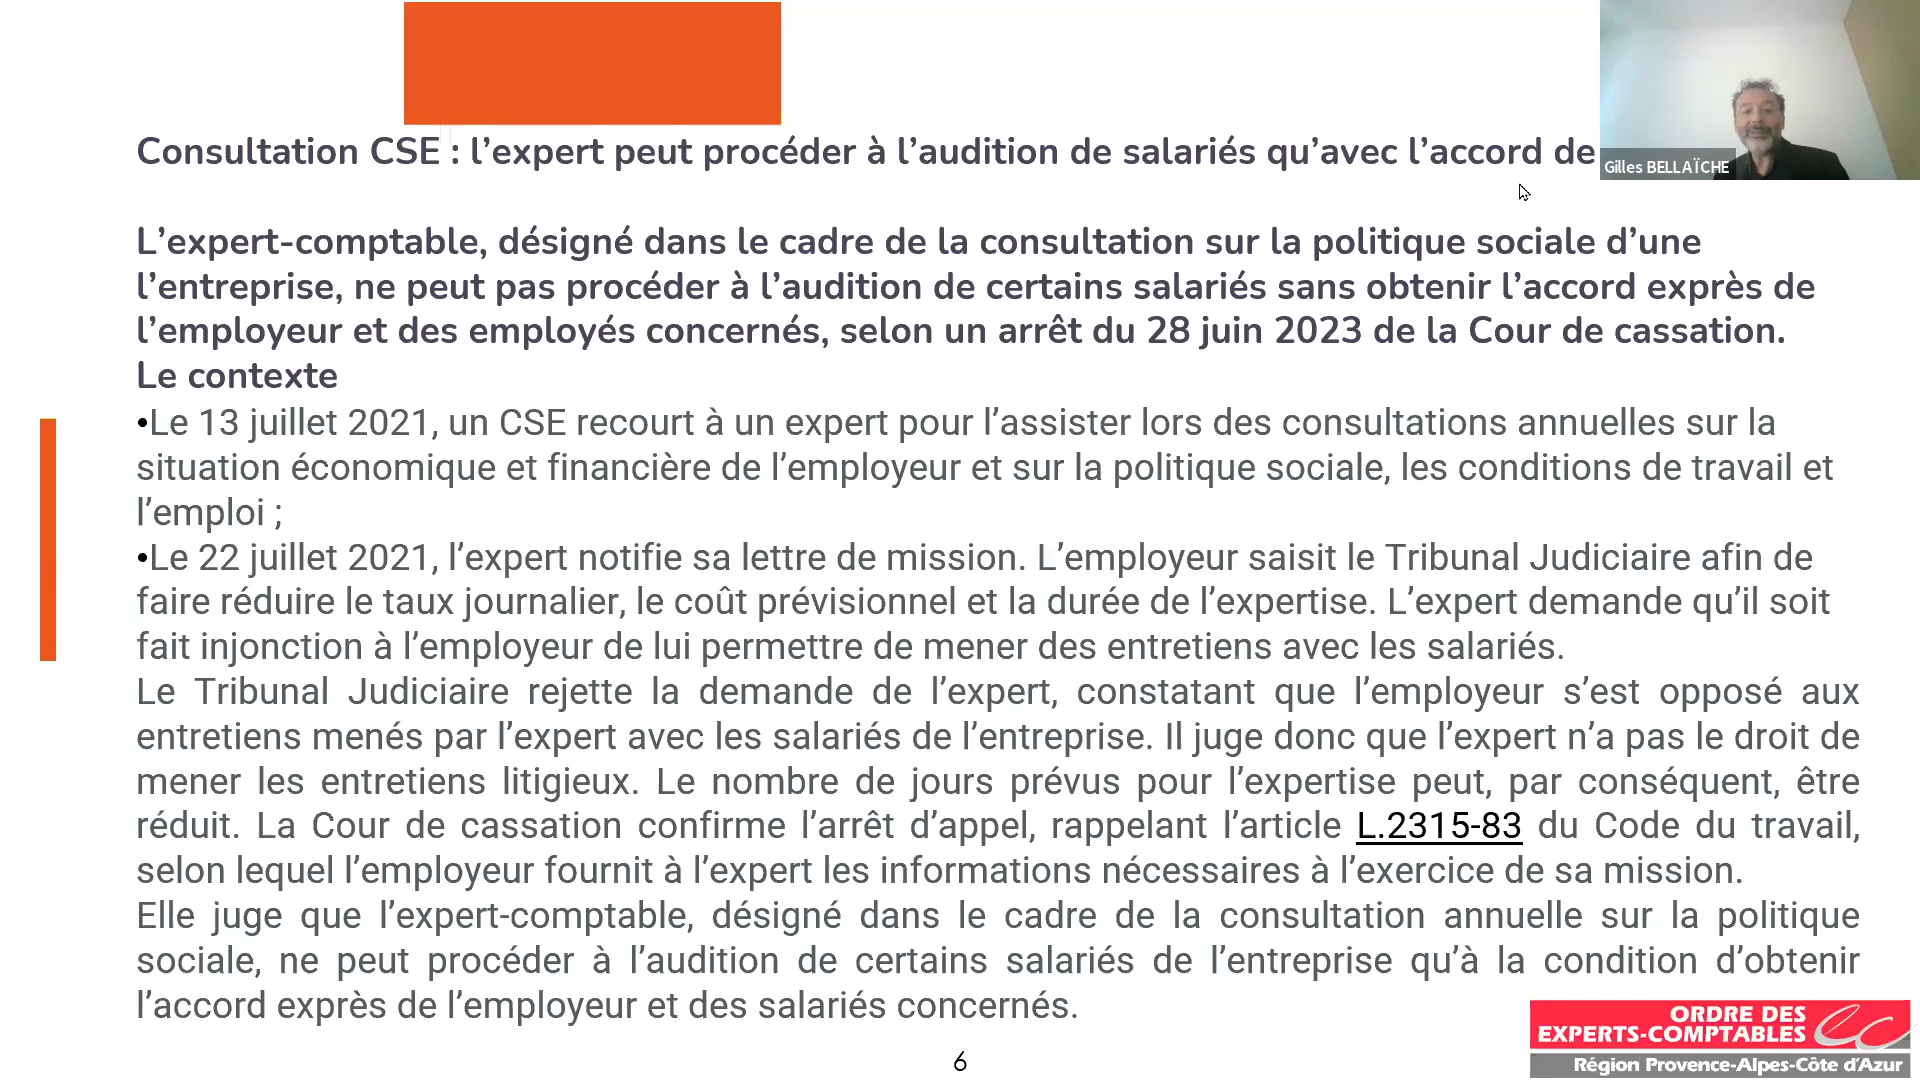 Consultation CSE : l’expert peut procéder à l’audition de salariés qu’avec l’accord de
Gilles BELLAÏCHE
L’expert-comptable, désigné dans le cadre de la consultation sur la politique sociale d’une
l’entreprise, ne peut pas procéder à l’audition de certains salariés sans obtenir l’accord exprès de
l’employeur et des employés concernés, selon un arrêt du 28 juin 2023 de la Cour de cassation.
Le contexte
•Le 13 juillet 2021, un CSE recourt à un expert pour l’assister lors des consultations annuelles sur la
situation économique et financière de l’employeur et sur la politique sociale, les conditions de travail et
l’emploi ;
•Le 22 juillet 2021, l’expert notifie sa lettre de mission. L’employeur saisit le Tribunal Judiciaire afin de
faire réduire le taux journalier, le coût prévisionnel et la durée de l’expertise. L’expert demande qu’il soit
fait injonction à l’employeur de lui permettre de mener des entretiens avec les salariés.
Le Tribunal Judiciaire rejette la demande de l’expert, constatant que l’employeur s’est opposé aux
entretiens menés par l’expert avec les salariés de l’entreprise. Il juge donc que l’expert n’a pas le droit de
mener les entretiens litigieux. Le nombre de jours prévus pour l’expertise peut, par conséquent, être
réduit. La Cour de cassation confirme l’arrêt d’appel, rappelant l’article L.2315-83 du Code du travail,
selon lequel l’employeur fournit à l’expert les informations nécessaires à l’exercice de sa mission.
Elle juge que l’expert-comptable, désigné dans le cadre de la consultation annuelle sur la politique
sociale, ne peut procéder à l’audition de certains salariés de l’entreprise qu’à la condition d’obtenir
l’accord exprès de l’employeur et des salariés concernés.
ORDRE DES
EXPERTS-COMPTABLES
Région Provence-Alpes-Côte d’Azur
6